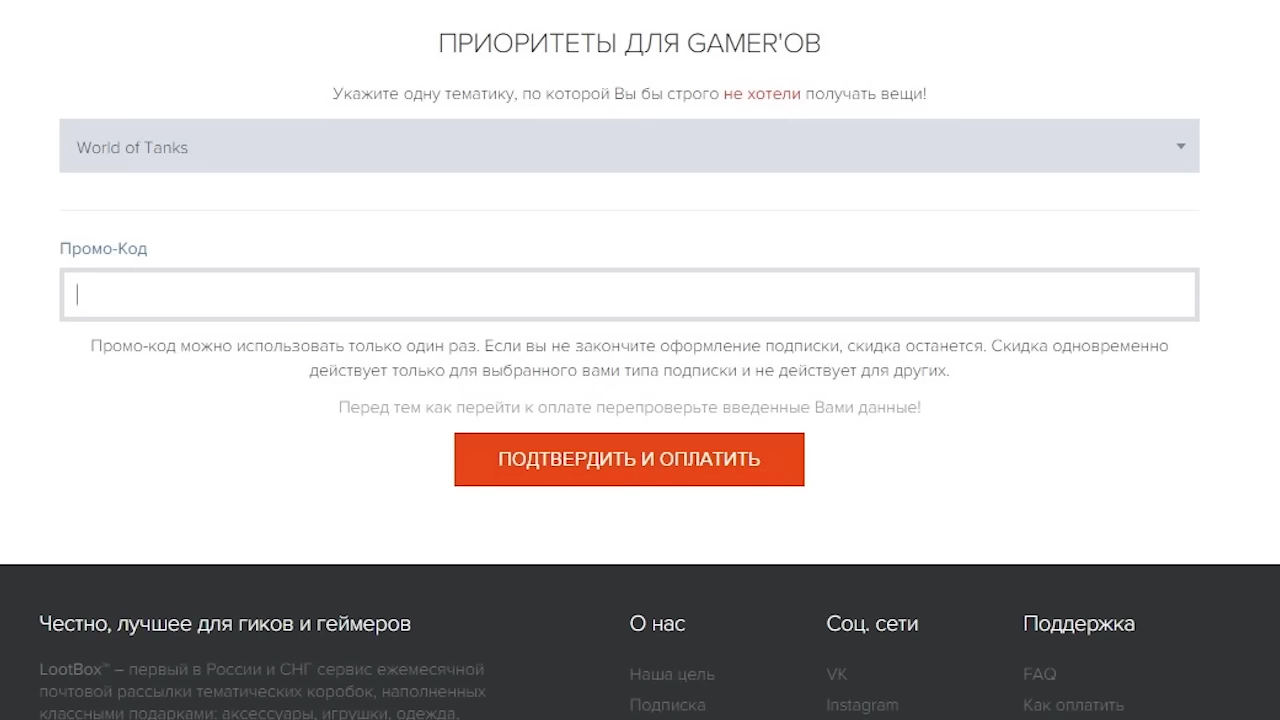 ПРИОРИТЕТЫ ДЛЯ GAMER'ОВ
Укажите одну тематику, по которой Вы бы строго не хотели получать вещи!
World of Tanks
Промо-Код
Промо-код можно использовать только один раз. Если вы не закончите оформление подписки, скидка останется. Скидка одновременно
действует только для выбранного вами типа подписки и не действует для других.
Перед тем как перейти к оплате перепроверьте введенные Вами данные!
ПОДТВЕРДИТЬ И ОПЛАТИТЬ
Честно, лучшее для гиков и геймеров
LootBox™ – первый в России и СНГ сервис ежемесячной
почтовой рассылки тематических коробок, наполненных
классными подарками: аксессуары, игрушки, одежда,
О нас
Наша цель
Подписка
Соц. сети
VK
Instagram
Поддержка
FAQ
Как оплатить